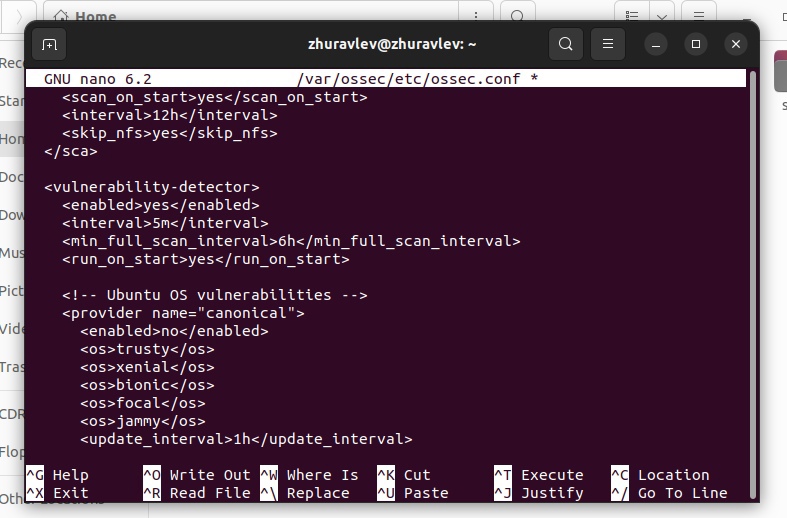 Home
zhuravlev@zhuravlev: ~
GNU nano 6.2 /var/ossec/etc/ossec.conf *
<scan_on_start>yes</scan_on_start>
<interval>12h</interval>
<skip_nfs>yes</skip_nfs>
</sca>
<vulnerability-detector>
<enabled>yes</enabled>
<interval>5m</interval>
<min_full_scan_interval>6h</min_full_scan_interval>
<run_on_start>yes</run_on_start>
<!-- Ubuntu OS vulnerabilities -->
<provider name="canonical">
<enabled>no</enabled>
<os>trusty</os>
<os>xenial</os>
<os>bionic</os>
<os>focal</os>
<os>jammy</os>
<update_interval>1h</update_interval>
^G Help ^O Write Out ^W Where Is ^K Cut ^T Execute ^C Location
^X Exit ^R Read File ^\ Replace ^U Paste ^J Justify ^/ Go To Line
Rec
Star
Hom
Doc
Dow
Mus
Pict
Vide
Tras
CDR
Flop
Oth